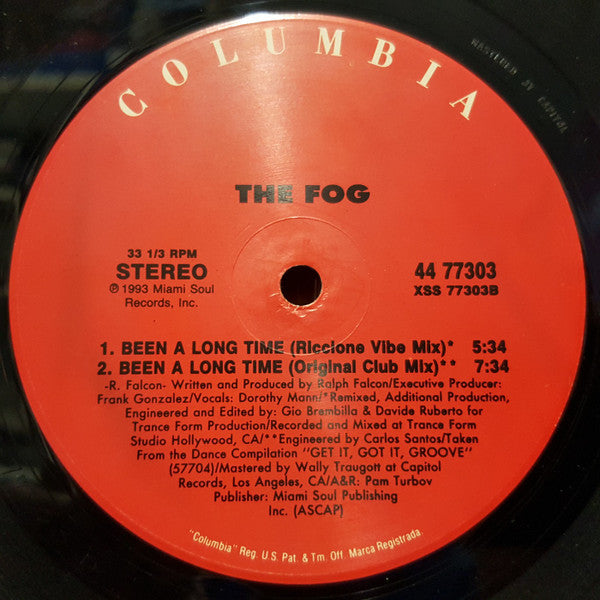 COLUMBIA
MASTERED BY CAPITOL
THE FOG
33 1/3 RPM
STEREO
℗ 1993 Miami Soul
Records, Inc.
44 77303
XSS 77303B
1. BEEN A LONG TIME (Riccione Vibe Mix)* 5:34
2. BEEN A LONG TIME (Original Club Mix)** 7:34
-R. Falcon- Written and Produced by Ralph Falcon/Executive Producer:
Frank Gonzalez/Vocals: Dorothy Mann/*Remixed, Additional Production,
Engineered and Edited by: Gio Brembilla & Davide Ruberto for
Trance Form Production/Recorded and Mixed at Trance Form
Studio Hollywood, CA/**Engineered by Carlos Santos/Taken
From the Dance Compilation "GET IT, GOT IT, GROOVE"
(57704)/Mastered by Wally Traugott at Capitol
Records, Los Angeles, CA/A&R: Pam Turbov
Publisher: Miami Soul Publishing
Inc. (ASCAP)
"Columbia" Reg. U.S. Pat. & Tm. Off. Marca Registrada.